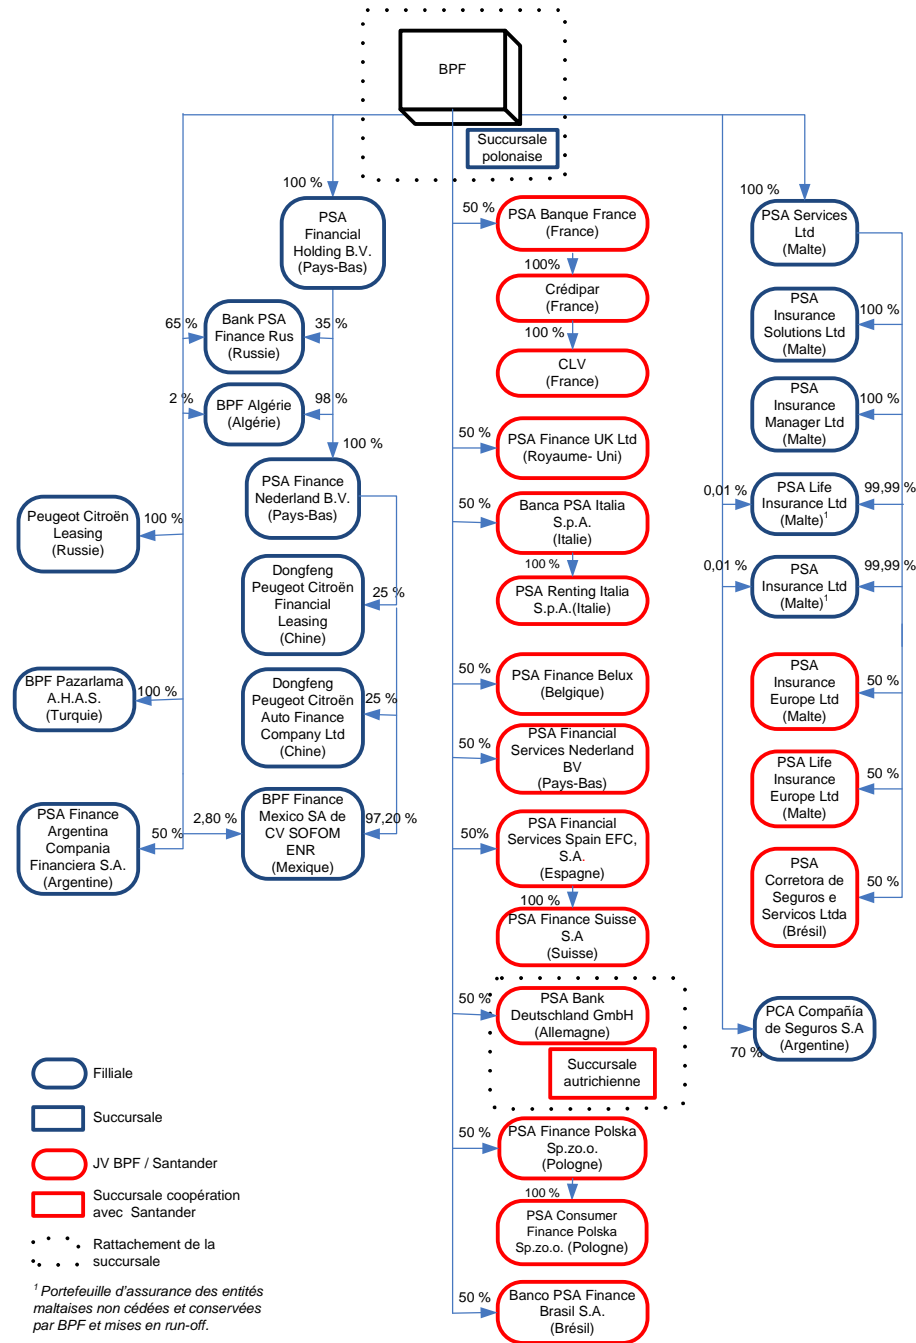 BPF
Succursale
polonaise
100 %
PSA
Financial
Holding B.V.
(Pays-Bas)
65 %
Bank PSA
Finance Rus
(Russie)
35 %
2 %
BPF Algérie
(Algérie)
98 %
100 %
PSA Finance
Nederland B.V.
(Pays-Bas)
Peugeot Citroën
Leasing
(Russie)
100 %
Dongfeng
Peugeot Citroën
Financial
Leasing
(Chine)
25 %
BPF Pazarlama
A.H.A.S.
(Turquie)
100 %
Dongfeng
Peugeot Citroën
Auto Finance
Company Ltd
(Chine)
25 %
PSA Finance
Argentina
Compania
Financiera S.A.
(Argentine)
50 %
2,80 %
BPF Finance
Mexico SA de
CV SOFOM
ENR
(Mexique)
97,20 %
50 %
PSA Banque France
(France)
100%
Crédipar
(France)
100 %
CLV
(France)
50 %
PSA Finance UK Ltd
(Royaume- Uni)
50 %
Banca PSA Italia
S.p.A.
(Italie)
100 %
PSA Renting Italia
S.p.A.(Italie)
50 %
PSA Finance Belux
(Belgique)
50 %
PSA Financial
Services Nederland
BV
(Pays-Bas)
50%
PSA Financial
Services Spain EFC,
S.A.
(Espagne)
100 %
PSA Finance Suisse
S.A
(Suisse)
50 %
PSA Bank
Deutschland GmbH
(Allemagne)
Succursale
autrichienne
50 %
PSA Finance Polska
Sp.zo.o.
(Pologne)
100 %
PSA Consumer
Finance Polska
Sp.zo.o. (Pologne)
50 %
Banco PSA Finance
Brasil S.A.
(Brésil)
100 %
PSA Services
Ltd
(Malte)
PSA
Insurance
Solutions Ltd
(Malte)
100 %
PSA
Insurance
Manager Ltd
(Malte)
100 %
0,01 %
PSA Life
Insurance Ltd
(Malte)1
99,99 %
0,01 %
PSA
Insurance Ltd
(Malte)1
99,99 %
PSA
Insurance
Europe Ltd
(Malte)
50 %
PSA Life
Insurance
Europe Ltd
(Malte)
50 %
PSA
Corretora de
Seguros e
Servicos Ltda
(Brésil)
50 %
PCA Compañía
de Seguros S.A
(Argentine)
70 %
Filliale
Succursale
JV BPF / Santander
Succursale coopération
avec Santander
Rattachement de la
succursale
1 Portefeuille d'assurance des entités
maltaises non cédées et conservées
par BPF et mises en run-off.